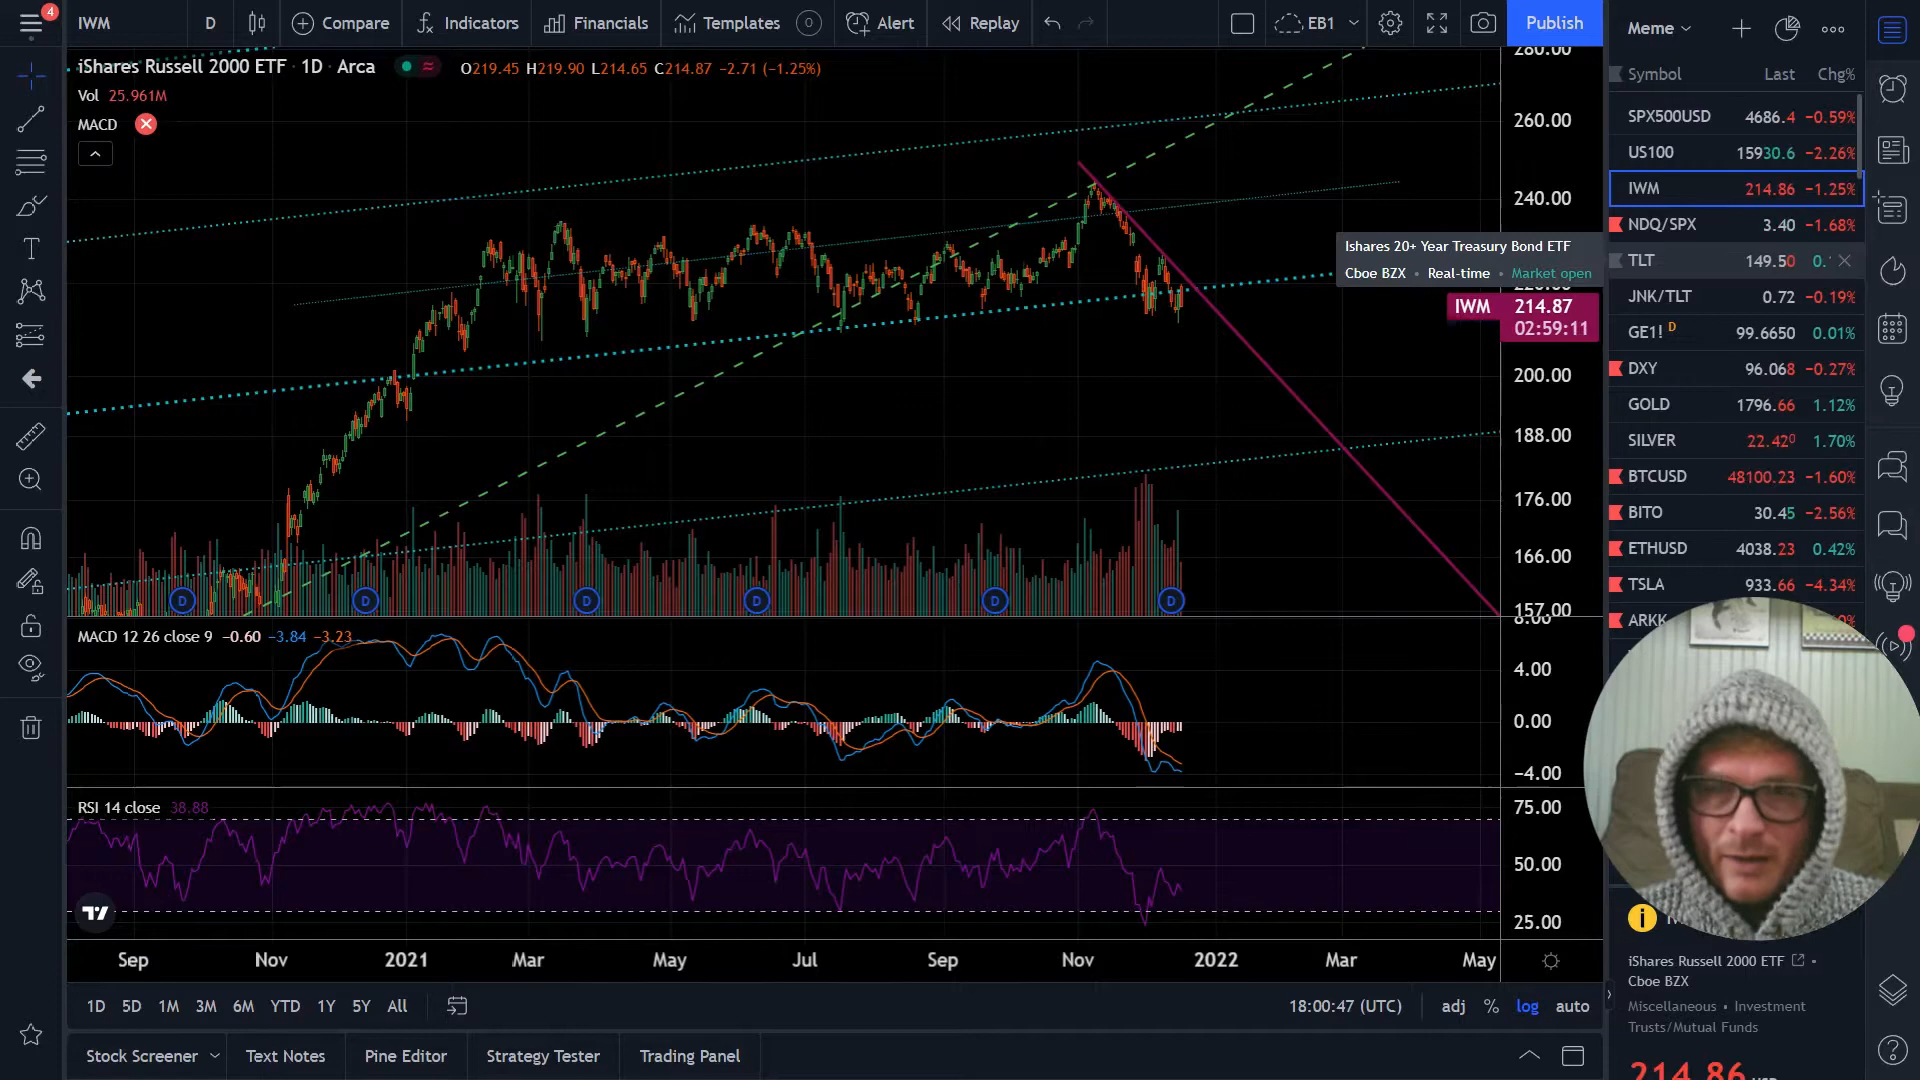 4
IWM
D
Compare
Indicators
Financials
Templates
0
Alert
Replay
EB1
Publish
Meme
iShares Russell 2000 ETF · 1D · Arca
O219.45 H219.90 L214.65 C214.87 −2.71 (−1.25%)
Vol 25.961M
MACD
280.00
260.00
240.00
200.00
188.00
176.00
166.00
157.00
Ishares 20+ Year Treasury Bond ETF
Cboe BZX • Real-time • Market open
IWM 214.87
02:59:11
D D D D D D
MACD 12 26 close 9 −0.60 −3.84 −3.23
8.00
4.00
0.00
−4.00
RSI 14 close 38.88
75.00
50.00
25.00
Sep Nov 2021 Mar May Jul Sep Nov 2022 Mar May
1D 5D 1M 3M 6M YTD 1Y 5Y All
18:00:47 (UTC) adj % log auto
Stock Screener Text Notes Pine Editor Strategy Tester Trading Panel
Symbol Last Chg%
SPX500USD 4686.4 −0.59%
US100 15930.6 −2.26%
IWM 214.86 −1.25%
NDQ/SPX 3.40 −1.68%
TLT 149.50 0.
JNK/TLT 0.72 −0.19%
GE1! D 99.6650 0.01%
DXY 96.068 −0.27%
GOLD 1796.66 1.12%
SILVER 22.420 1.70%
BTCUSD 48100.23 −1.60%
BITO 30.45 −2.56%
ETHUSD 4038.23 0.42%
TSLA 933.66 −4.34%
ARKK
iShares Russell 2000 ETF •
Cboe BZX
Miscellaneous • Investment
Trusts/Mutual Funds
214.86